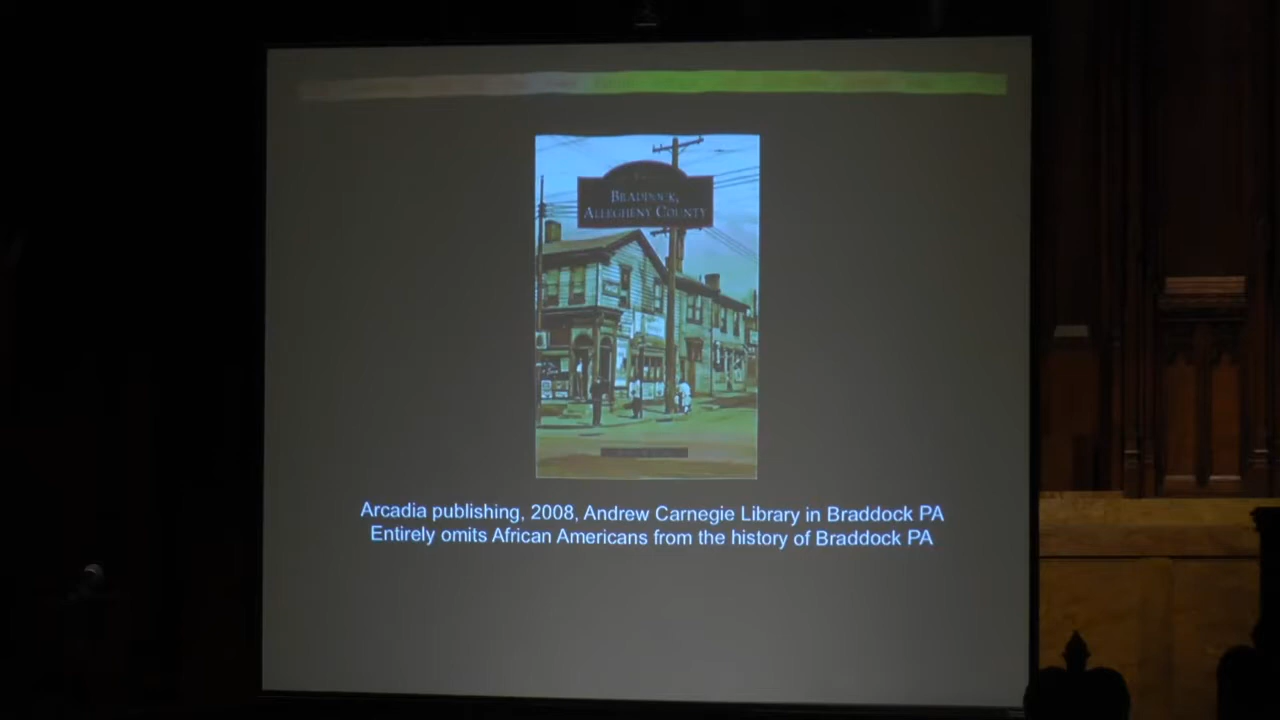 BRADDOCK,
ALLEGHENY COUNTY
Arcadia publishing, 2008, Andrew Carnegie Library in Braddock PA
Entirely omits African Americans from the history of Braddock PA